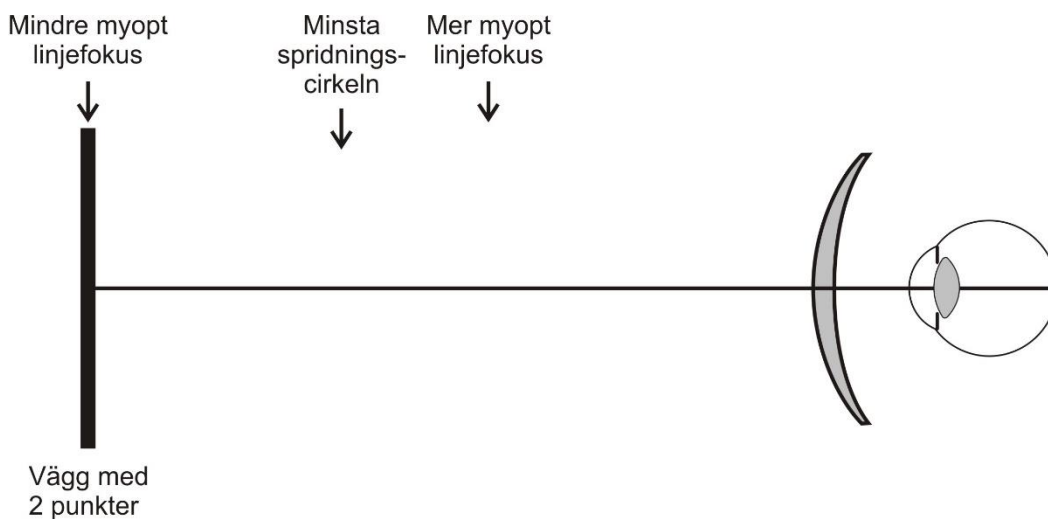 Mindre myopt
linjefokus
Minsta
spridnings-
cirkeln
Mer myopt
linjefokus
Vägg med
2 punkter